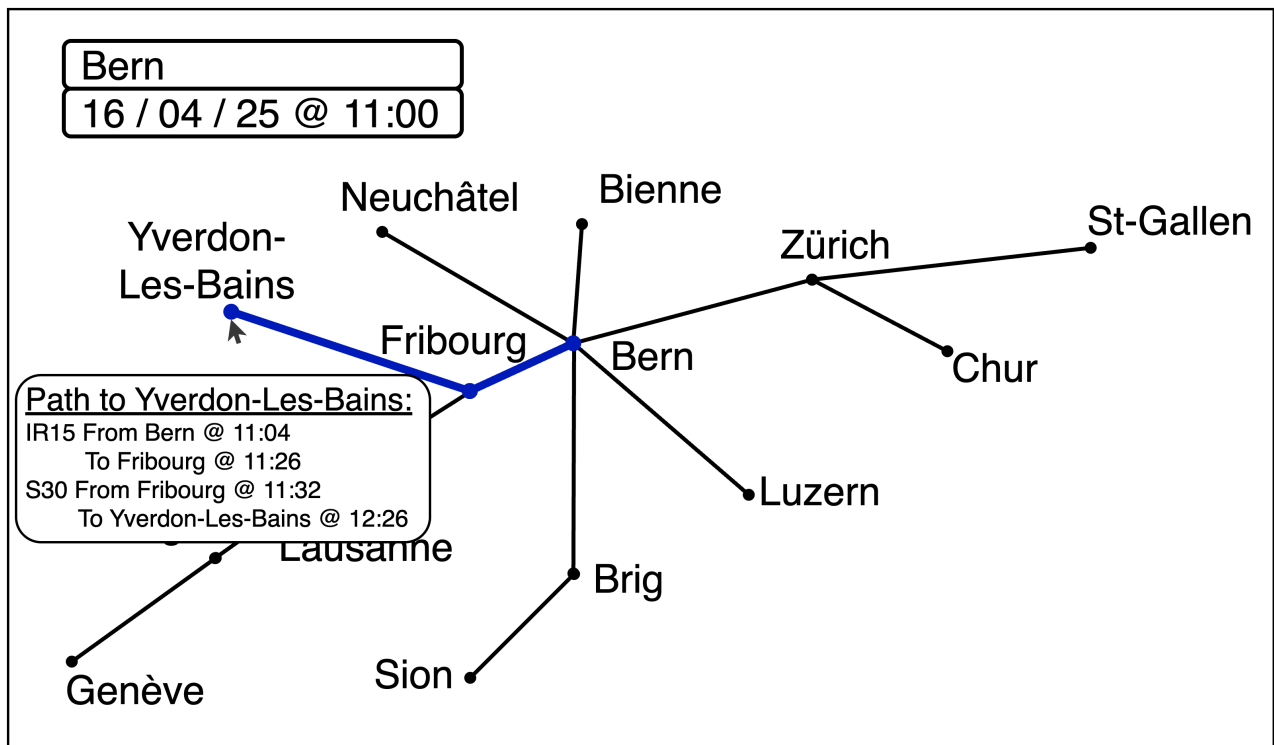 Bern
16 / 04 / 25 @ 11:00
Neuchâtel
Bienne
St-Gallen
Yverdon-
Les-Bains
Zürich
Fribourg
Bern
Chur
Path to Yverdon-Les-Bains:
IR15 From Bern @ 11:04
To Fribourg @ 11:26
S30 From Fribourg @ 11:32
To Yverdon-Les-Bains @ 12:26
Luzern
Lausanne
Brig
Sion
Genève